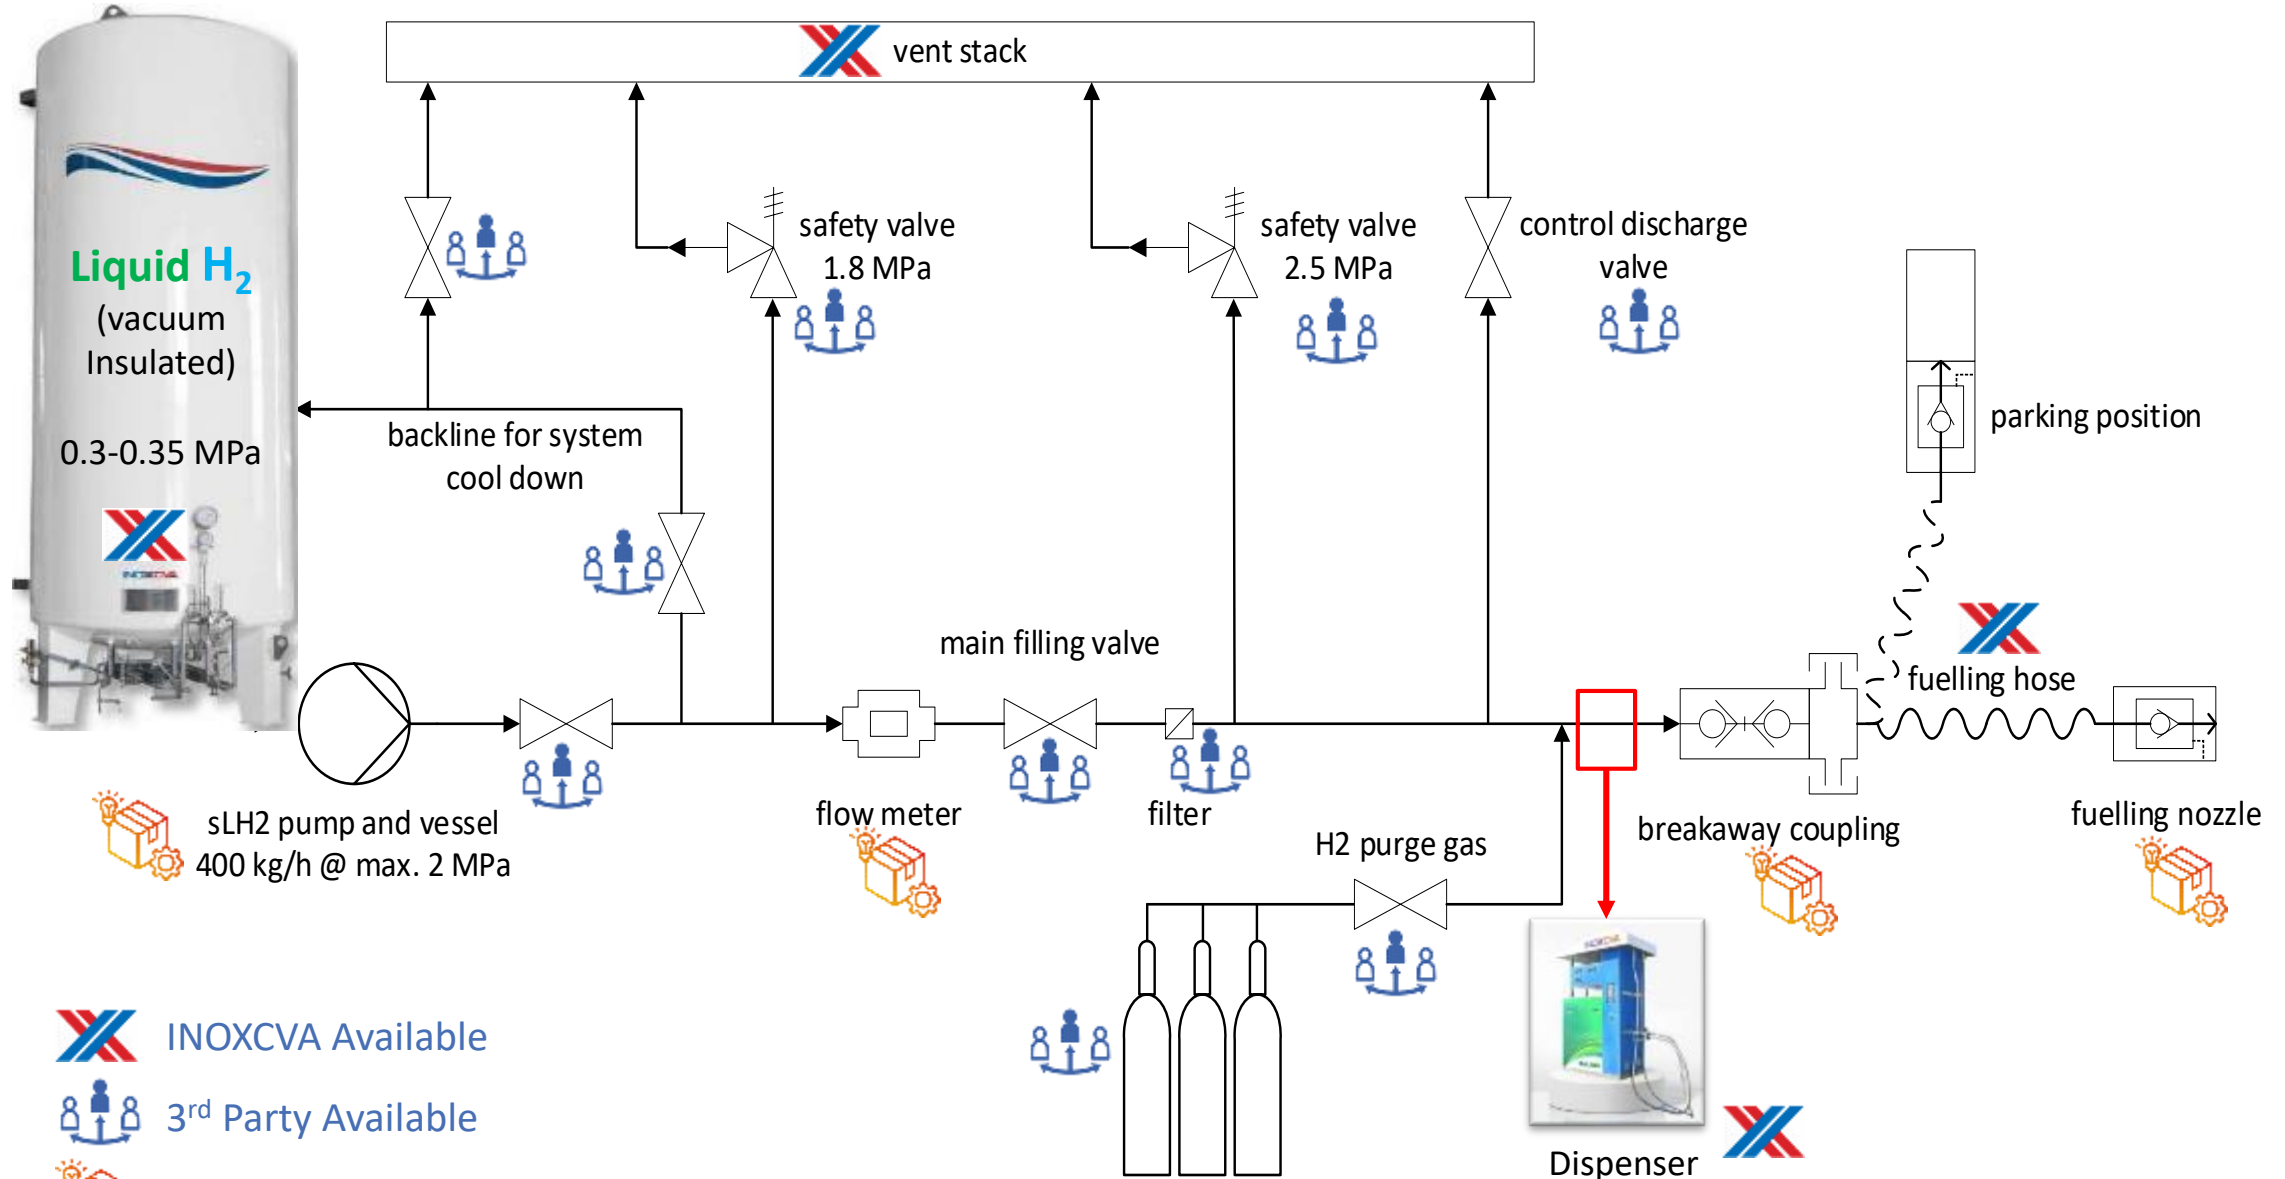 vent stack
Liquid H₂
(vacuum
Insulated)
0.3-0.35 MPa
INOXCVA
safety valve
1.8 MPa
safety valve
2.5 MPa
control discharge
valve
backline for system
cool down
parking position
main filling valve
fuelling hose
sLH2 pump and vessel
400 kg/h @ max. 2 MPa
flow meter
filter
H2 purge gas
breakaway coupling
fuelling nozzle
INOXCVA
Dispenser
INOXCVA Available
3rd Party Available